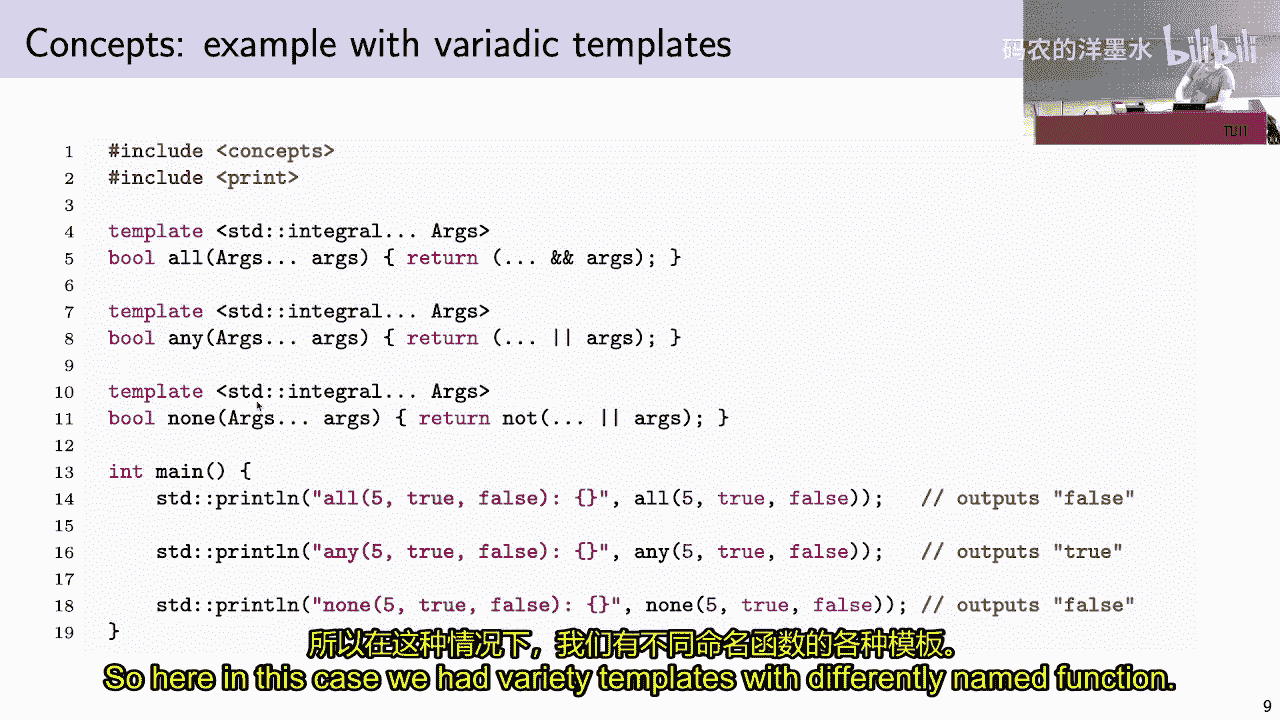 Concepts: example with variadic templates
码农的洋墨水 bilibili
TUM
1 #include <concepts>
2 #include <print>
3
4 template <std::integral... Args>
5 bool all(Args... args) { return (... && args); }
6
7 template <std::integral... Args>
8 bool any(Args... args) { return (... || args); }
9
10 template <std::integral... Args>
11 bool none(Args... args) { return not(... || args); }
12
13 int main() {
14 std::println("all(5, true, false): {}", all(5, true, false)); // outputs "false"
15
16 std::println("any(5, true, false): {}", any(5, true, false)); // outputs "true"
17
18 std::println("none(5, true, false): {}", none(5, true, false)); // outputs "false"
19 }
所以在这种情况下，我们有不同命名函数的各种模板。
So here in this case we had variety templates with differently named function.
9